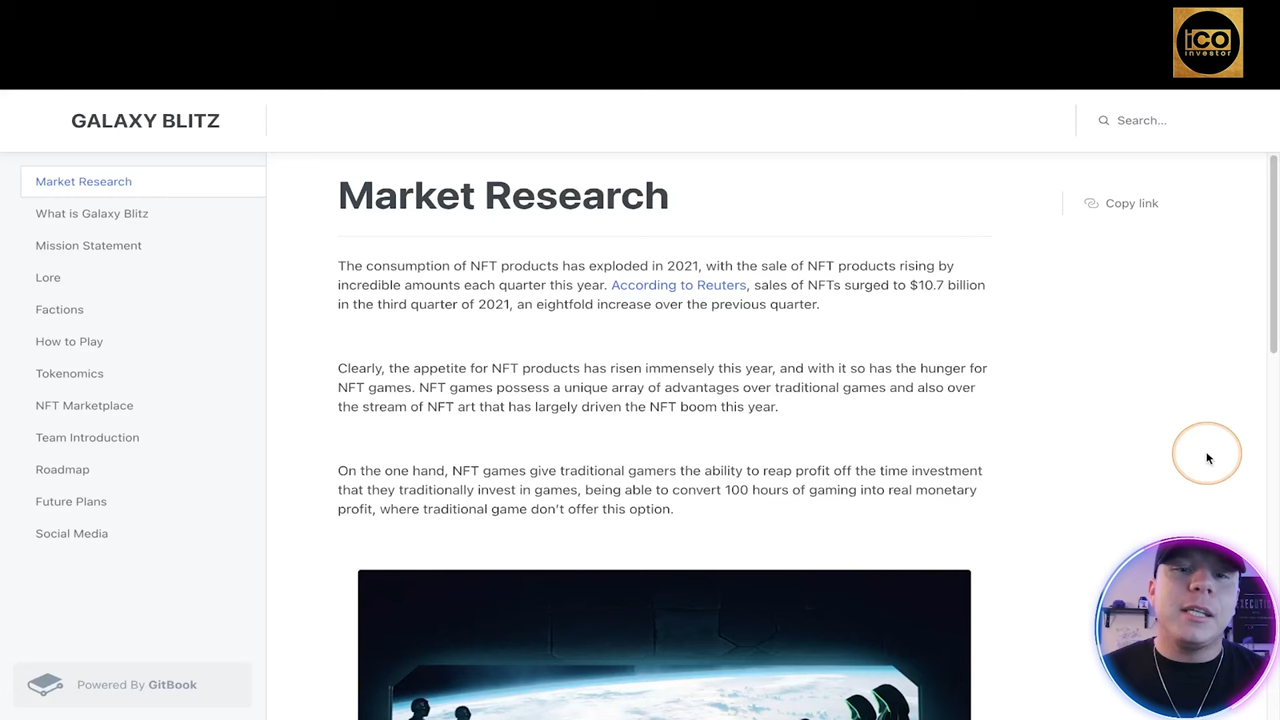 iCO
investor
GALAXY BLITZ
Search...
Market Research
What is Galaxy Blitz
Mission Statement
Lore
Factions
How to Play
Tokenomics
NFT Marketplace
Team Introduction
Roadmap
Future Plans
Social Media
Powered By GitBook
Market Research
Copy link
The consumption of NFT products has exploded in 2021, with the sale of NFT products rising by
incredible amounts each quarter this year. According to Reuters, sales of NFTs surged to $10.7 billion
in the third quarter of 2021, an eightfold increase over the previous quarter.
Clearly, the appetite for NFT products has risen immensely this year, and with it so has the hunger for
NFT games. NFT games possess a unique array of advantages over traditional games and also over
the stream of NFT art that has largely driven the NFT boom this year.
On the one hand, NFT games give traditional gamers the ability to reap profit off the time investment
that they traditionally invest in games, being able to convert 100 hours of gaming into real monetary
profit, where traditional game don't offer this option.